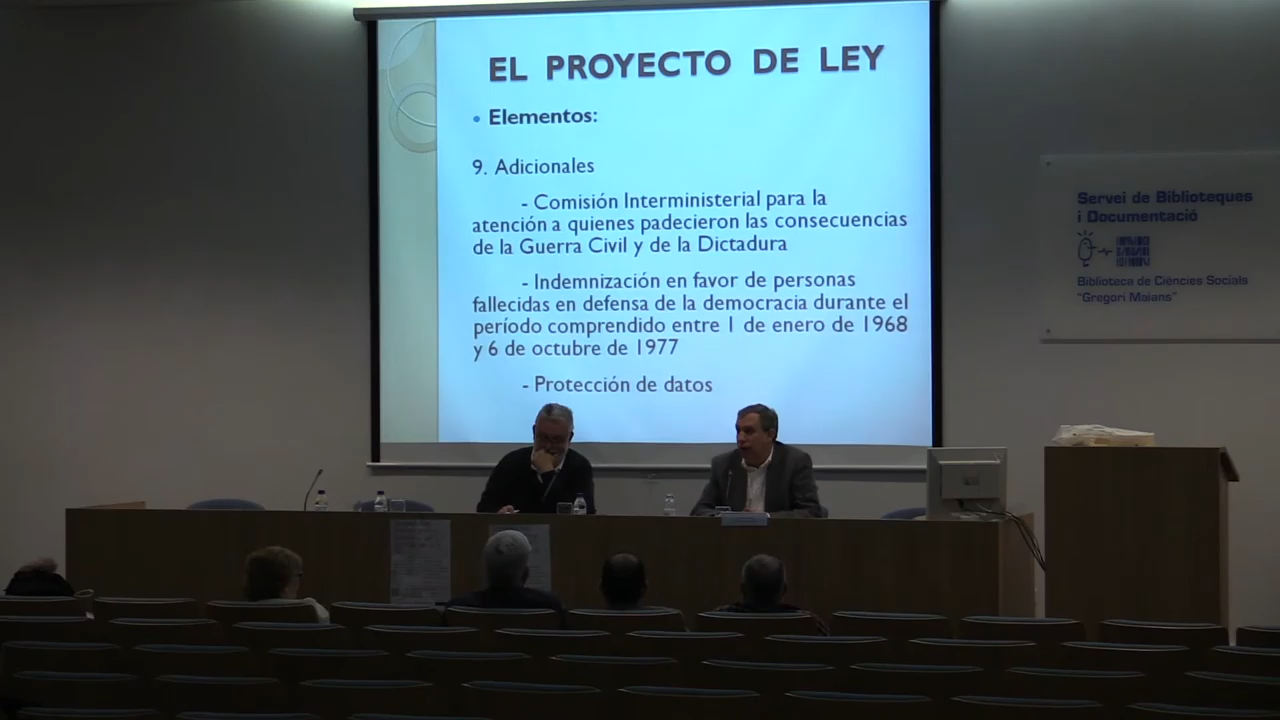 EL PROYECTO DE LEY
• Elementos:
9. Adicionales
- Comisión Interministerial para la
atención a quienes padecieron las consecuencias
de la Guerra Civil y de la Dictadura
- Indemnización en favor de personas
fallecidas en defensa de la democracia durante el
período comprendido entre 1 de enero de 1968
y 6 de octubre de 1977
- Protección de datos
Servei de Biblioteques
i Documentació
Biblioteca de Ciències Socials
"Gregori Maians"